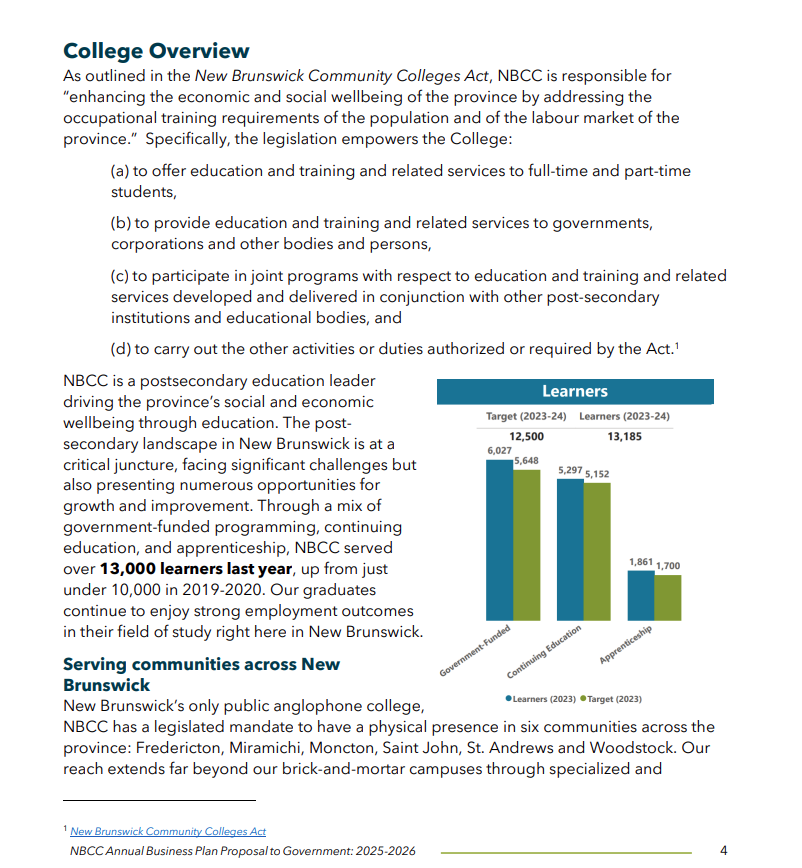 College Overview
As outlined in the New Brunswick Community Colleges Act, NBCC is responsible for
“enhancing the economic and social wellbeing of the province by addressing the
occupational training requirements of the population and of the labour market of the
province.”  Specifically, the legislation empowers the College:
(a) to offer education and training and related services to full-time and part-time
students,
(b) to provide education and training and related services to governments,
corporations and other bodies and persons,
(c) to participate in joint programs with respect to education and training and related
services developed and delivered in conjunction with other post-secondary
institutions and educational bodies, and
(d) to carry out the other activities or duties authorized or required by the Act.1
NBCC is a postsecondary education leader
driving the province’s social and economic
wellbeing through education. The post-
secondary landscape in New Brunswick is at a
critical juncture, facing significant challenges but
also presenting numerous opportunities for
growth and improvement. Through a mix of
government-funded programming, continuing
education, and apprenticeship, NBCC served
over 13,000 learners last year, up from just
under 10,000 in 2019-2020. Our graduates
continue to enjoy strong employment outcomes
in their field of study right here in New Brunswick.
Learners
Target (2023-24) Learners (2023-24)
12,500 13,185
6,027 5,648
5,297 5,152
1,861 1,700
Government-Funded
Continuing Education
Apprenticeship
Learners (2023) Target (2023)
Serving communities across New
Brunswick
New Brunswick’s only public anglophone college,
NBCC has a legislated mandate to have a physical presence in six communities across the
province: Fredericton, Miramichi, Moncton, Saint John, St. Andrews and Woodstock. Our
reach extends far beyond our brick-and-mortar campuses through specialized and
1 New Brunswick Community Colleges Act
NBCC Annual Business Plan Proposal to Government: 2025-2026 4